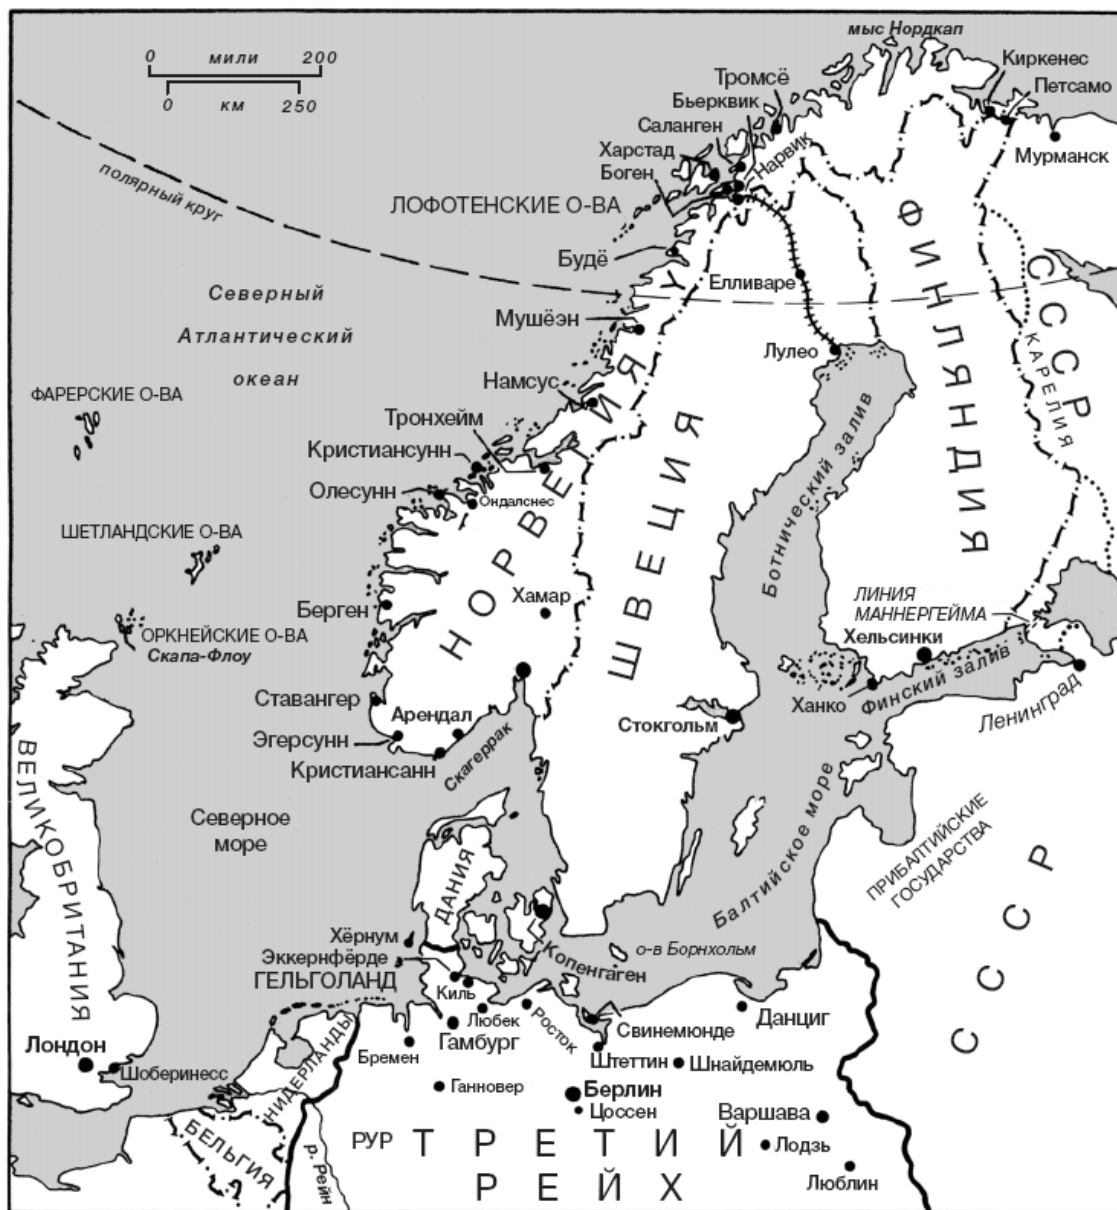 мыс Нордкап
0 мили 200
0 км 250
Киркенес
Петсамо
Тромсё
Бьерквик
Саланген
Харстад
Боген
Нарвик
Мурманск
полярный круг
ЛОФОТЕНСКИЕ О-ВА
Будё
Елливаре
Северный
Атлантический
океан
Мушёэн
Лулео
ФИНЛЯНДИЯ
СССР
КАРЕЛИЯ
ФАРЕРСКИЕ О-ВА
Намсус
Тронхейм
Кристиансунн
Олесунн
Ондалснес
НОРВЕГИЯ
ШВЕЦИЯ
Ботнический залив
ШЕТЛАНДСКИЕ О-ВА
Берген
Хамар
ЛИНИЯ
МАННЕРГЕЙМА
Хельсинки
ОРКНЕЙСКИЕ О-ВА
Скапа-Флоу
Ставангер
Арендал
Эгерсунн
Кристиансанн
Скагеррак
Стокгольм
Ханко
Финский залив
Ленинград
ВЕЛИКОБРИТАНИЯ
Северное
море
ДАНИЯ
Балтийское море
ПРИБАЛТИЙСКИЕ
ГОСУДАРСТВА
СССР
Хёрнум
Эккернфёрде
ГЕЛЬГОЛАНД
Копенгаген
о-в Борнхольм
Киль
Любек
Росток
Свинемюнде
Данциг
Лондон
Шоберинесс
НИДЕРЛАНДЫ
Бремен
Гамбург
Штеттин
Шнайдемюль
Ганновер
Берлин
Цоссен
Варшава
БЕЛЬГИЯ
р. Рейн
РУР
ТРЕТИЙ
РЕЙХ
Лодзь
Люблин